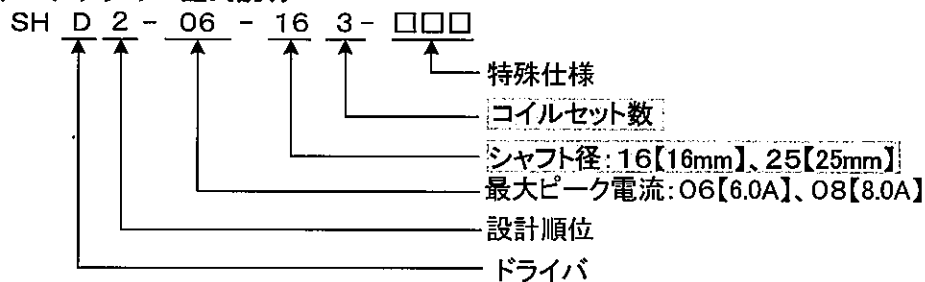 SH D 2 - 06 - 16 3 - □□□
特殊仕様
コイルセット数
シャフト径:16【16mm】、25【25mm】
最大ピーク電流:06【6.0A】、08【8.0A】
設計順位
ドライバ